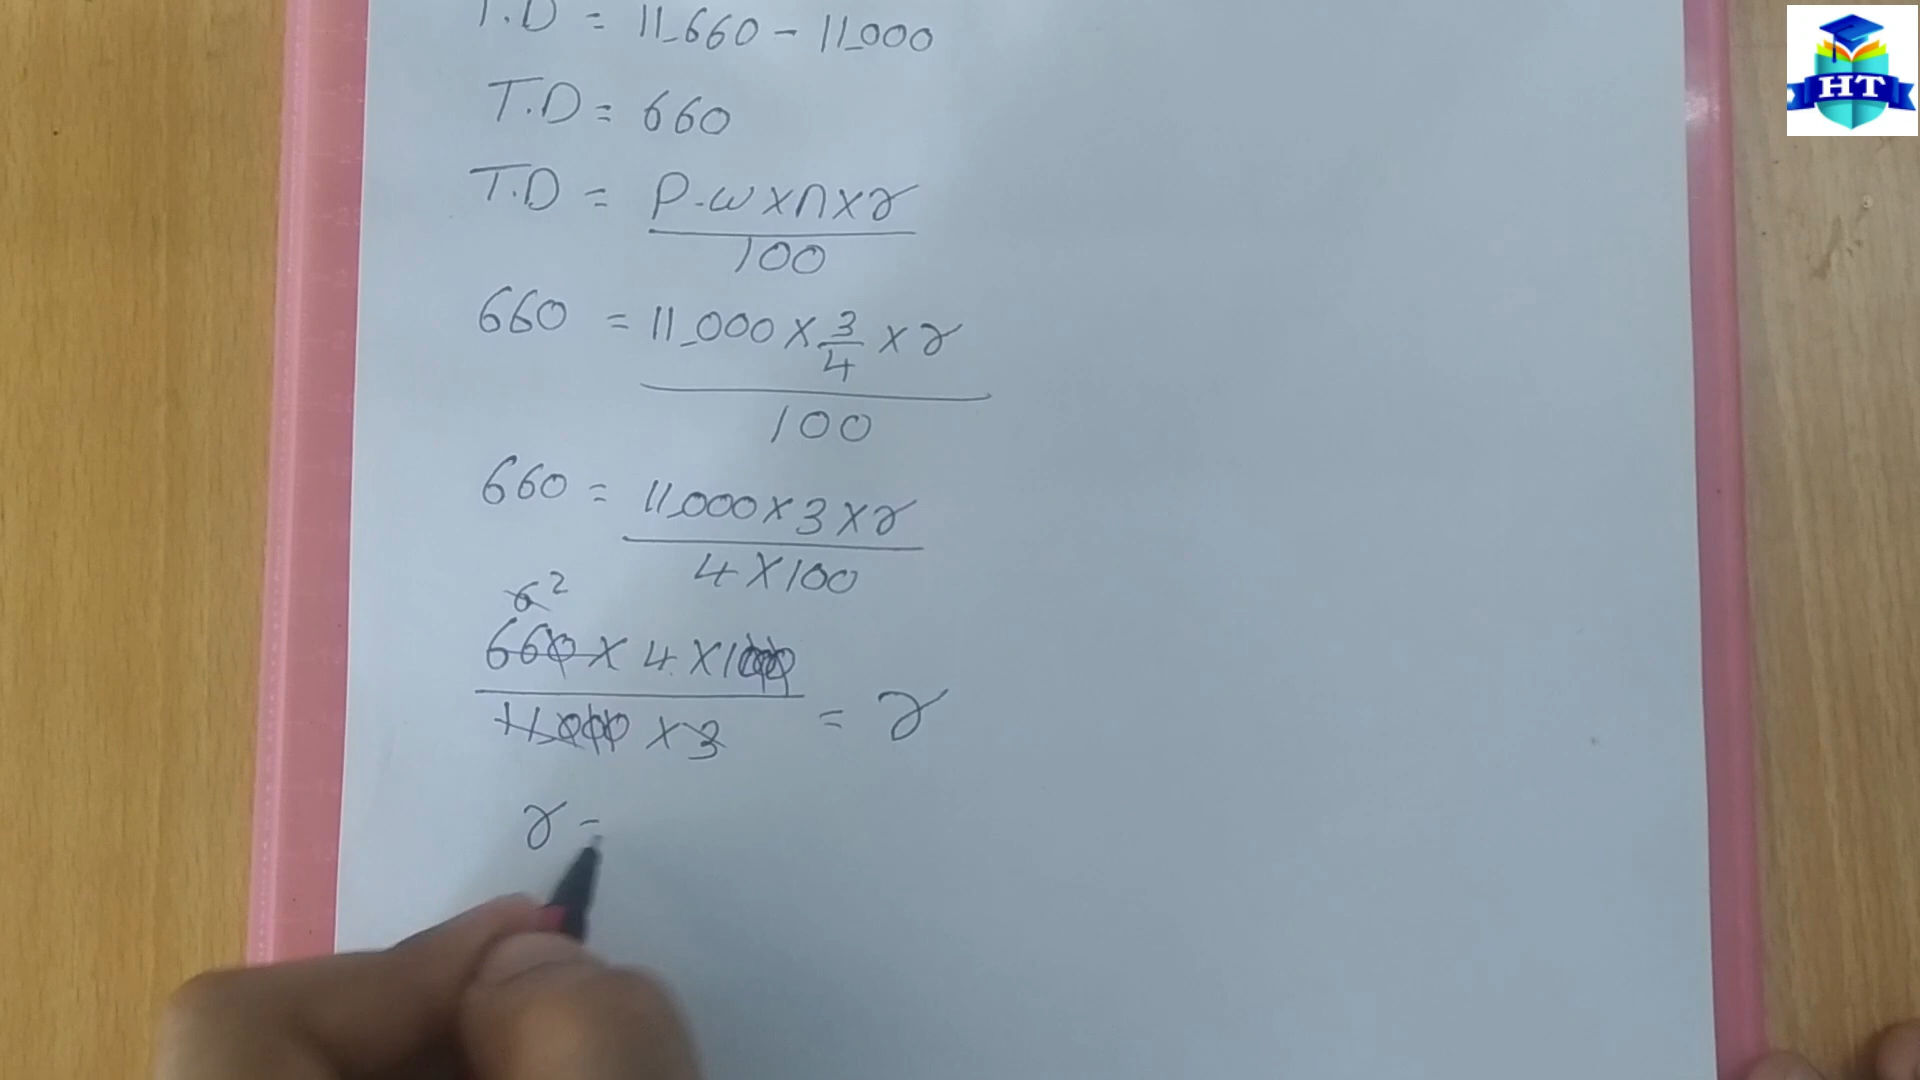 T.D = 11,660 - 11,000
HT
T.D = 660
T.D = P.w × n × r
100
660 = 11,000 × 3/4 × r
100
660 = 11,000 × 3 × r
4 × 100
6 2
660 × 4 × 100
11,000 × 3 = r
r =